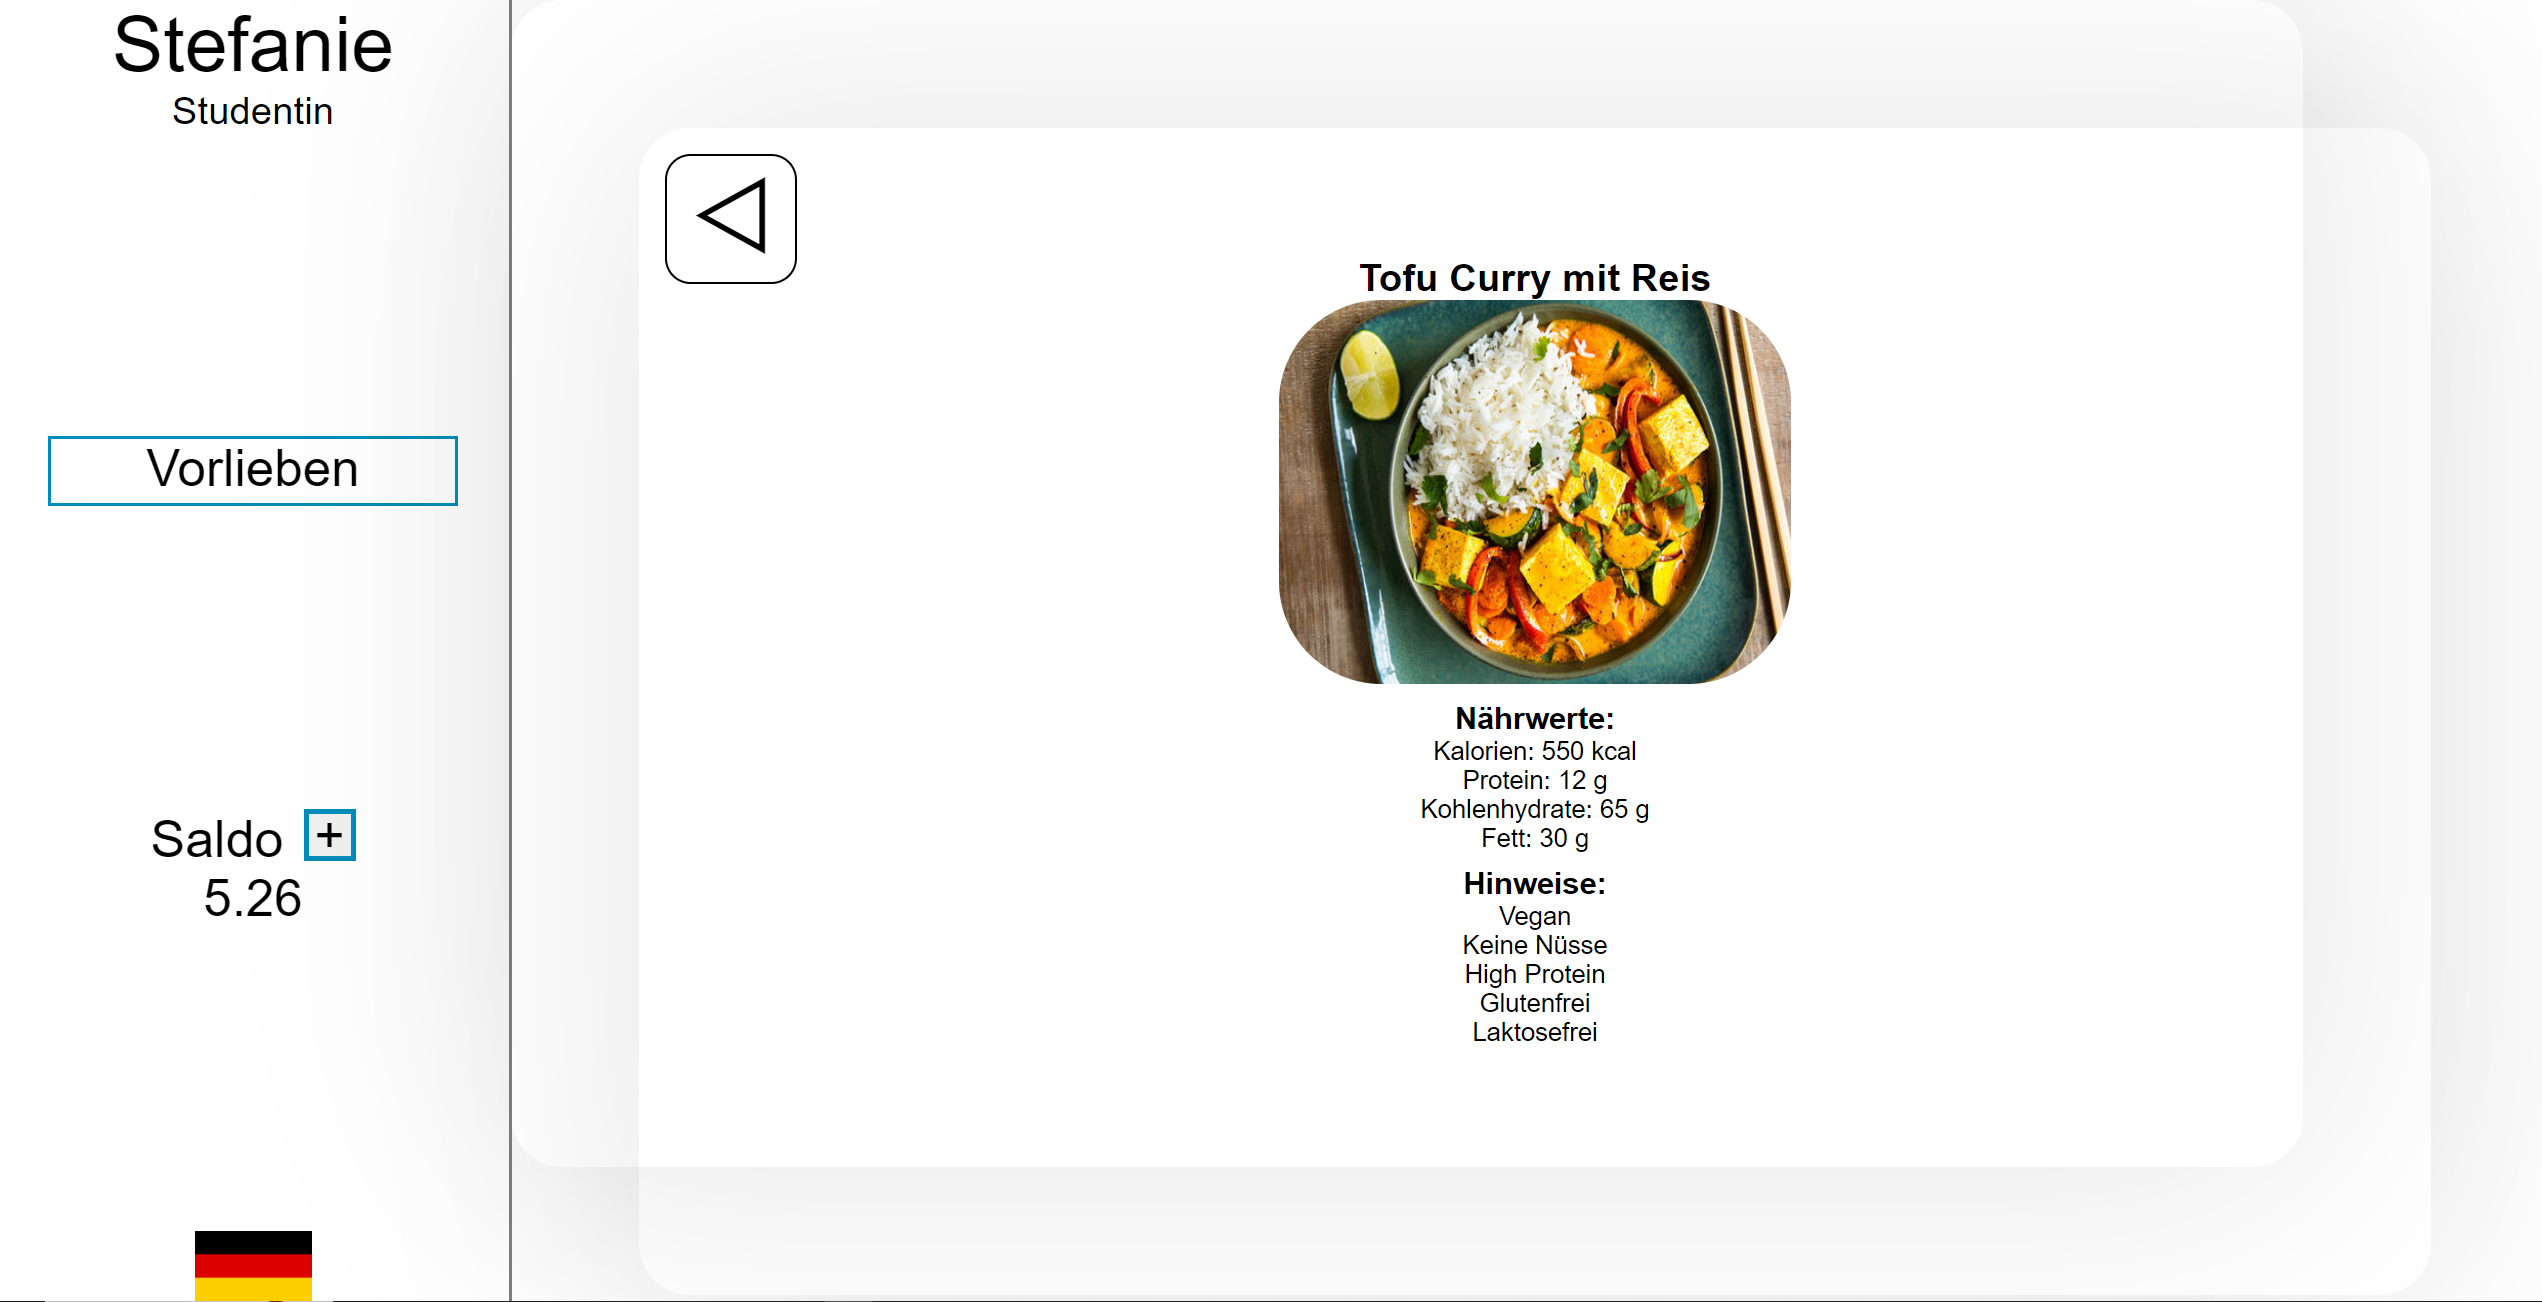 Stefanie
Studentin
Vorlieben
Saldo +
5.26
Tofu Curry mit Reis
Nährwerte:
Kalorien: 550 kcal
Protein: 12 g
Kohlenhydrate: 65 g
Fett: 30 g
Hinweise:
Vegan
Keine Nüsse
High Protein
Glutenfrei
Laktosefrei